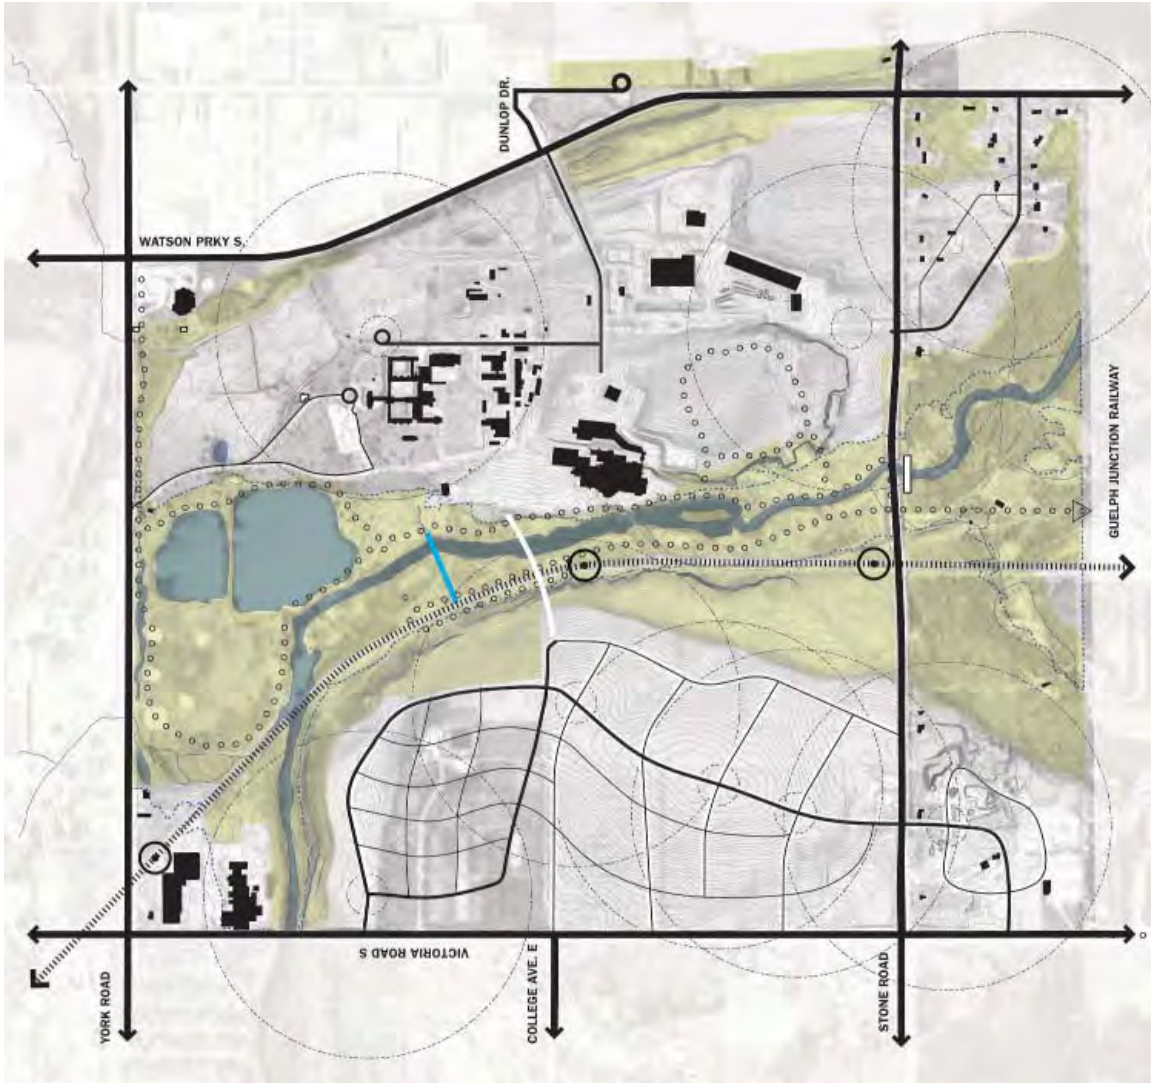 DUNLOP DR.
WATSON PRKY S.
GUELPH JUNCTION RAILWAY
VICTORIA ROAD S
YORK ROAD
COLLEGE AVE. E
STONE ROAD